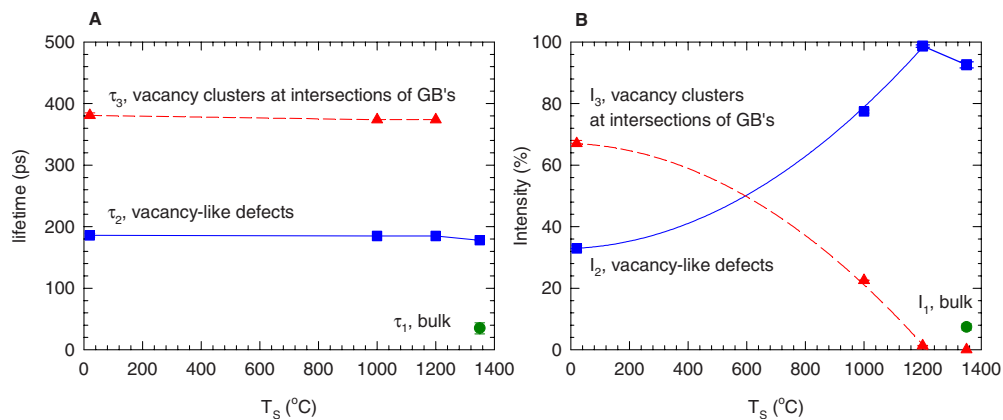 A
500
400
300
200
100
0
lifetime (ps)
τ3, vacancy clusters at intersections of GB's
τ2, vacancy-like defects
τ1, bulk
0 200 400 600 800 1000 1200 1400
TS (oC)
B
100
80
60
40
20
0
Intensity (%)
I3, vacancy clusters
at intersections of GB's
I2, vacancy-like defects
I1, bulk
0 200 400 600 800 1000 1200 1400
TS (oC)